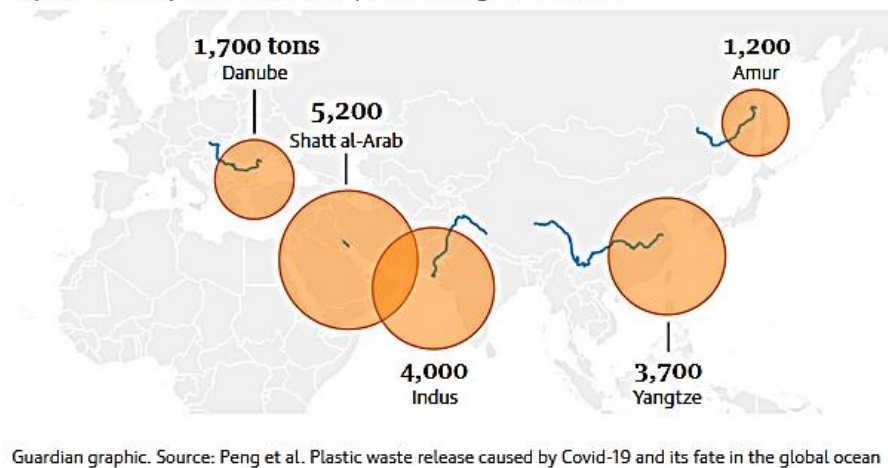 1,700 tons
Danube
5,200
Shatt al-Arab
1,200
Amur
4,000
Indus
3,700
Yangtze
Guardian graphic. Source: Peng et al. Plastic waste release caused by Covid-19 and its fate in the global ocean